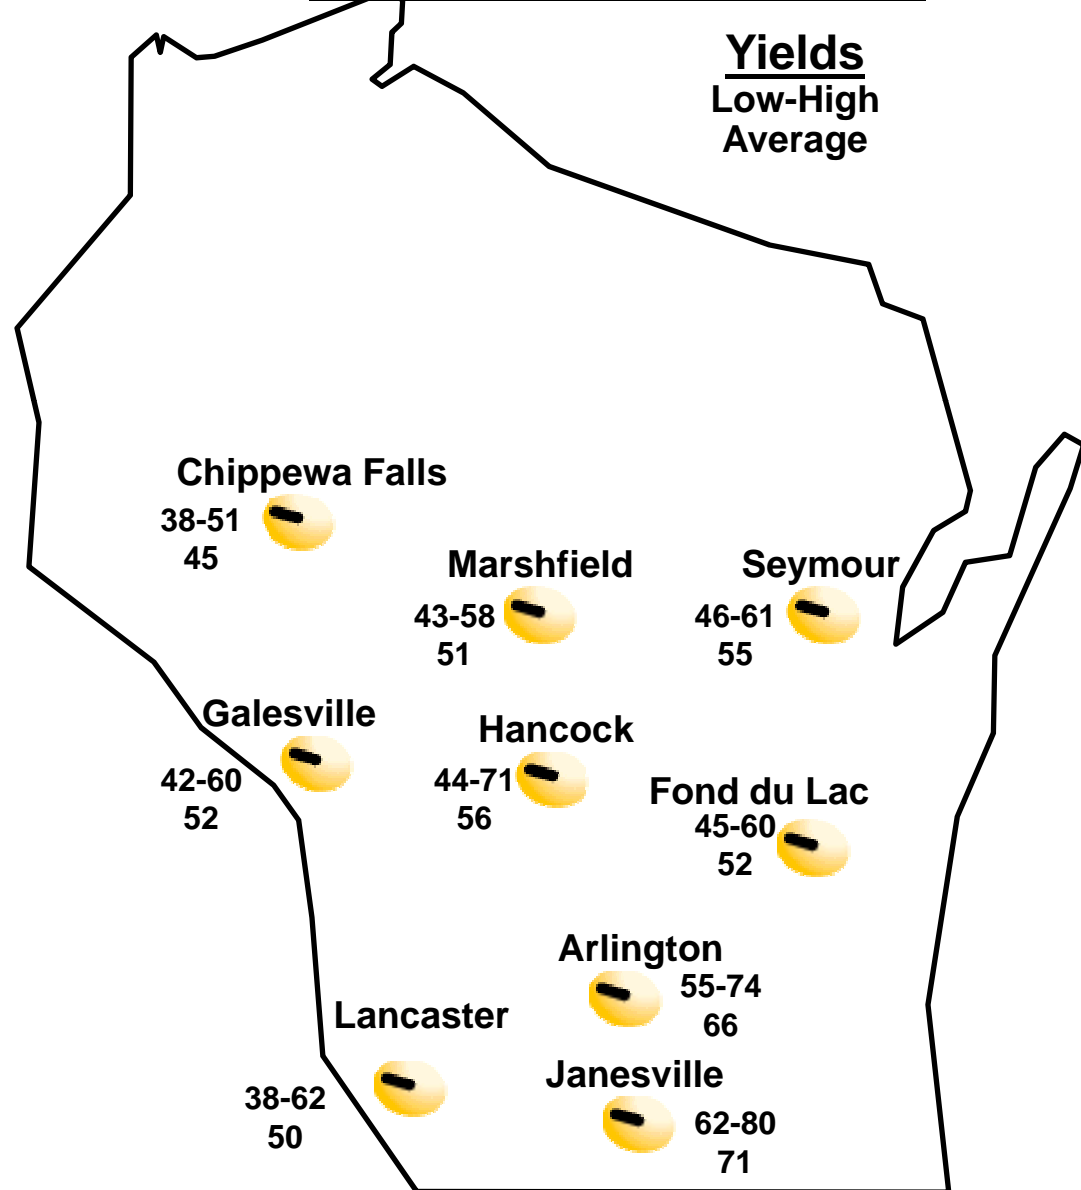 Yields
Low-High
Average
Chippewa Falls
38-51
45
Marshfield
43-58
51
Seymour
46-61
55
Galesville
42-60
52
Hancock
44-71
56
Fond du Lac
45-60
52
Arlington
55-74
66
Lancaster
38-62
50
Janesville
62-80
71